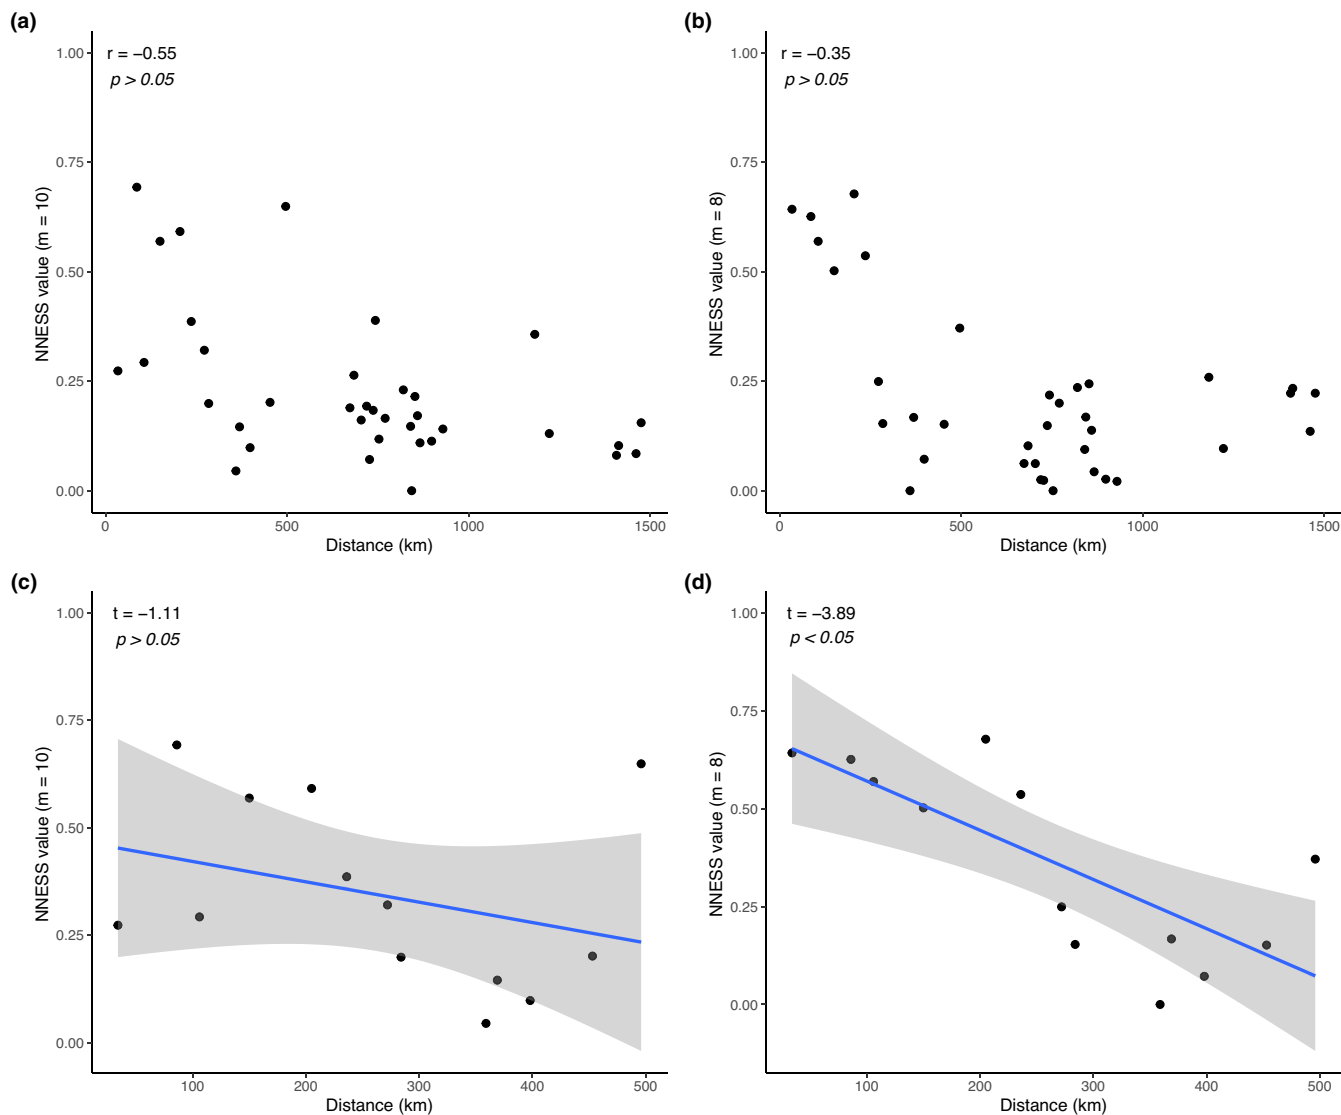 (a)
r = −0.55
p > 0.05
1.00
0.75
0.50
0.25
0.00
NNESS value (m = 10)
0 500 1000 1500
Distance (km)
(b)
r = −0.35
p > 0.05
1.00
0.75
0.50
0.25
0.00
NNESS value (m = 8)
0 500 1000 1500
Distance (km)
(c)
t = −1.11
p > 0.05
1.00
0.75
0.50
0.25
0.00
NNESS value (m = 10)
100 200 300 400 500
Distance (km)
(d)
t = −3.89
p < 0.05
1.00
0.75
0.50
0.25
0.00
NNESS value (m = 8)
100 200 300 400 500
Distance (km)